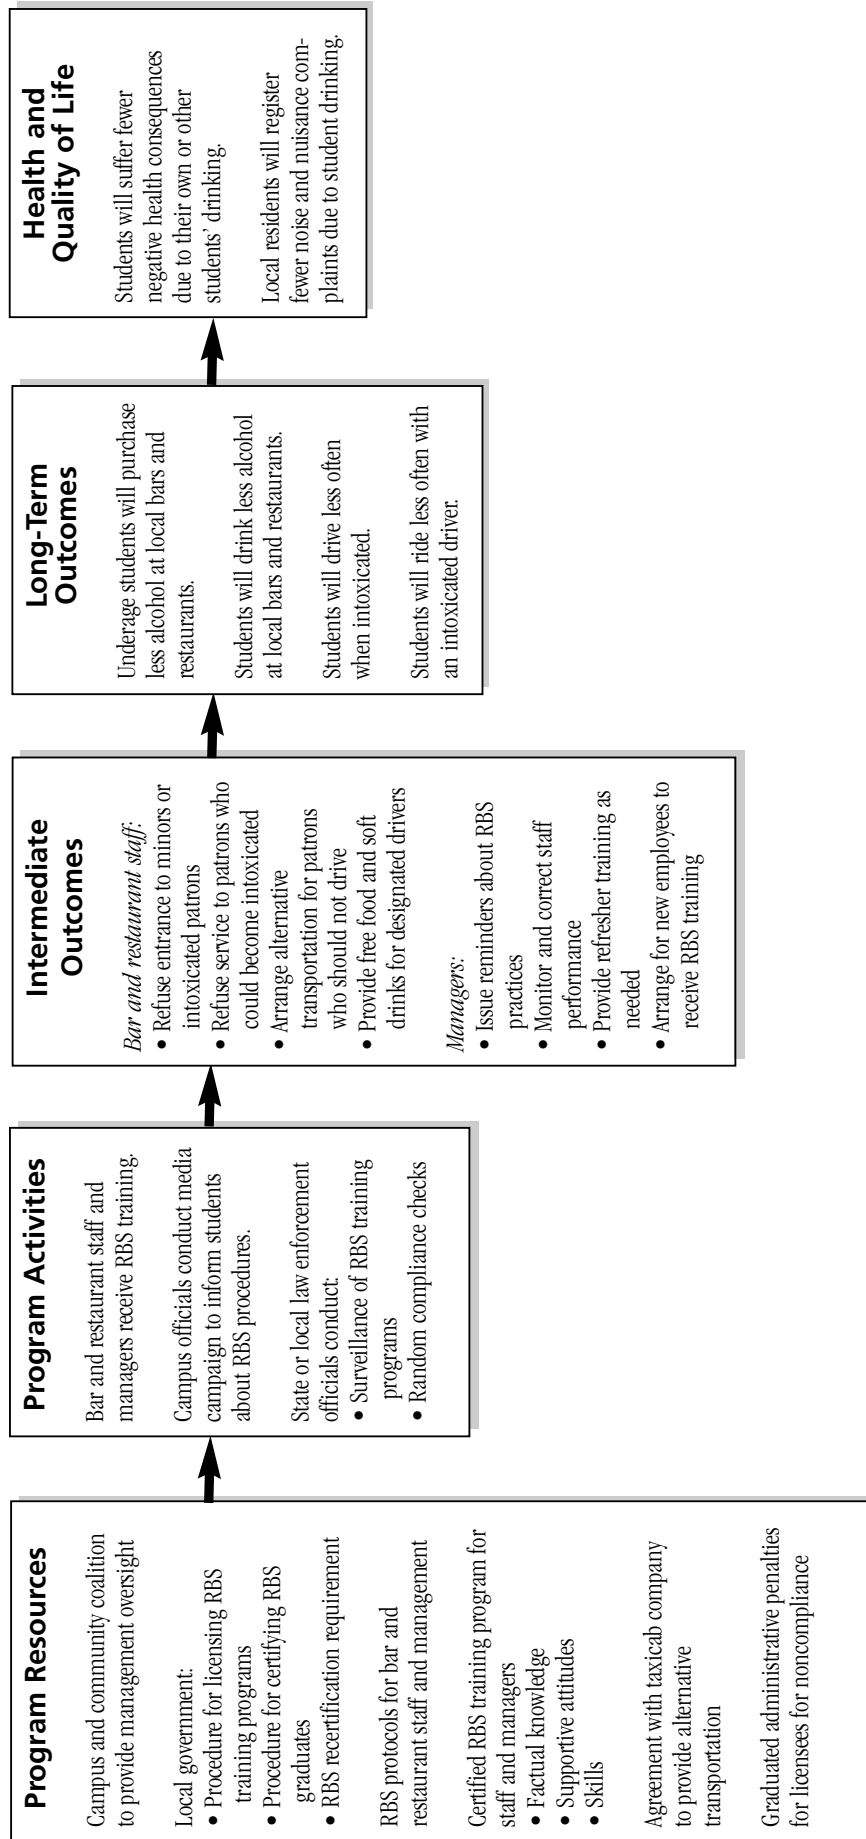 Program Resources
Campus and community coalition
to provide management oversight
Local government:
• Procedure for licensing RBS
training programs
• Procedure for certifying RBS
graduates
• RBS recertification requirement
RBS protocols for bar and
restaurant staff and management
Certified RBS training program for
staff and managers
• Factual knowledge
• Supportive attitudes
• Skills
Agreement with taxicab company
to provide alternative
transportation
Graduated administrative penalties
for licensees for noncompliance
Program Activities
Bar and restaurant staff and
managers receive RBS training.
Campus officials conduct media
campaign to inform students
about RBS procedures.
State or local law enforcement
officials conduct:
• Surveillance of RBS training
programs
• Random compliance checks
Intermediate
Outcomes
Bar and restaurant staff:
• Refuse entrance to minors or
intoxicated patrons
• Refuse service to patrons who
could become intoxicated
• Arrange alternative
transportation for patrons
who should not drive
• Provide free food and soft
drinks for designated drivers
Managers:
• Issue reminders about RBS
practices
• Monitor and correct staff
performance
• Provide refresher training as
needed
• Arrange for new employees to
receive RBS training
Long-Term
Outcomes
Underage students will purchase
less alcohol at local bars and
restaurants.
Students will drink less alcohol
at local bars and restaurants.
Students will drive less often
when intoxicated.
Students will ride less often with
an intoxicated driver.
Health and
Quality of Life
Students will suffer fewer
negative health consequences
due to their own or other
students' drinking.
Local residents will register
fewer noise and nuisance com-
plaints due to student drinking.